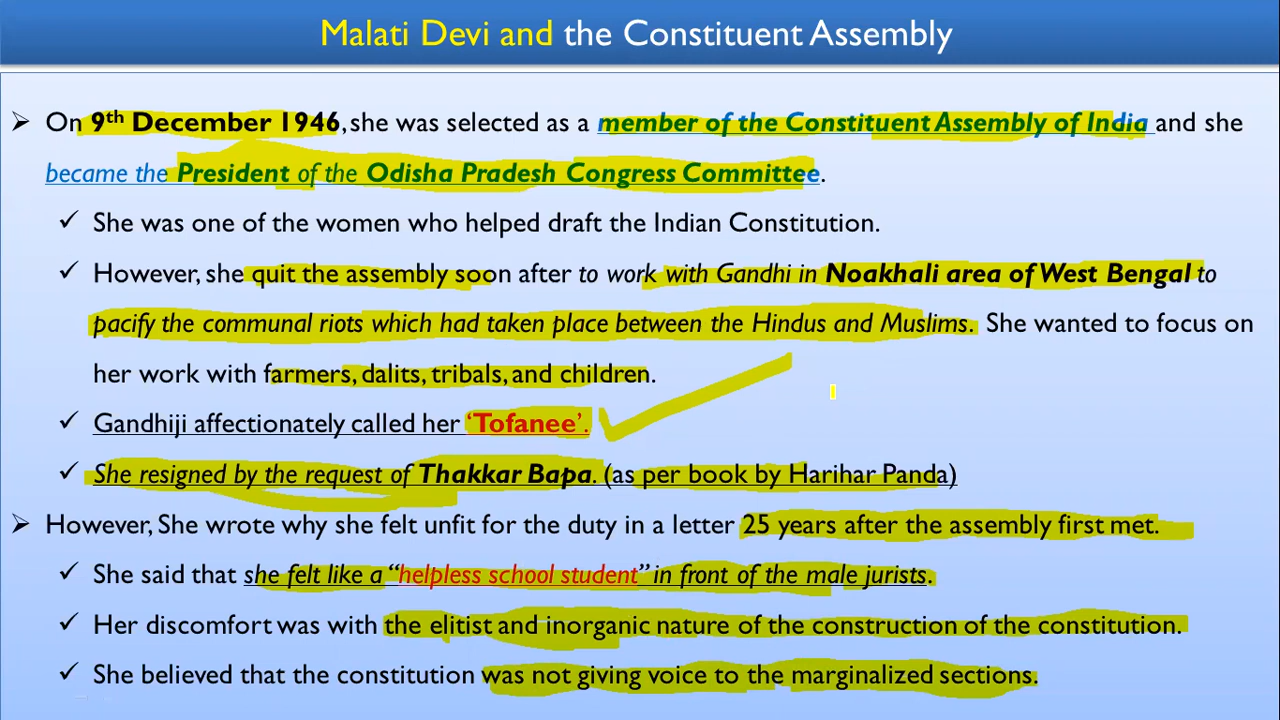 Malati Devi and the Constituent Assembly
➢ On 9th December 1946, she was selected as a member of the Constituent Assembly of India and she
became the President of the Odisha Pradesh Congress Committee.
✓ She was one of the women who helped draft the Indian Constitution.
✓ However, she quit the assembly soon after to work with Gandhi in Noakhali area of West Bengal to
pacify the communal riots which had taken place between the Hindus and Muslims. She wanted to focus on
her work with farmers, dalits, tribals, and children.
✓ Gandhiji affectionately called her ‘Tofanee’.
✓ She resigned by the request of Thakkar Bapa. (as per book by Harihar Panda)
➢ However, She wrote why she felt unfit for the duty in a letter 25 years after the assembly first met.
✓ She said that she felt like a “helpless school student” in front of the male jurists.
✓ Her discomfort was with the elitist and inorganic nature of the construction of the constitution.
✓ She believed that the constitution was not giving voice to the marginalized sections.